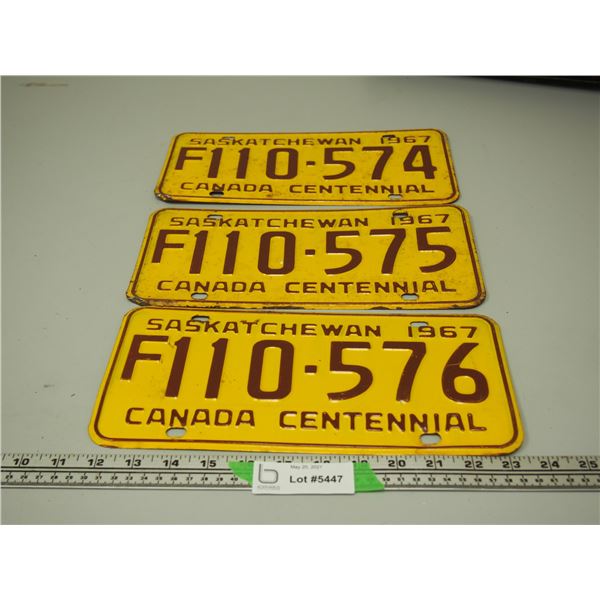 SASKATCHEWAN 1967
F110·574
CANADA CENTENNIAL
SASKATCHEWAN 1967
F110·575
CANADA CENTENNIAL
SASKATCHEWAN 1967
F110·576
CANADA CENTENNIAL
10 11 12 13 14 15 20 21 22 23 24 25
May 20, 2021
b Lot #5447